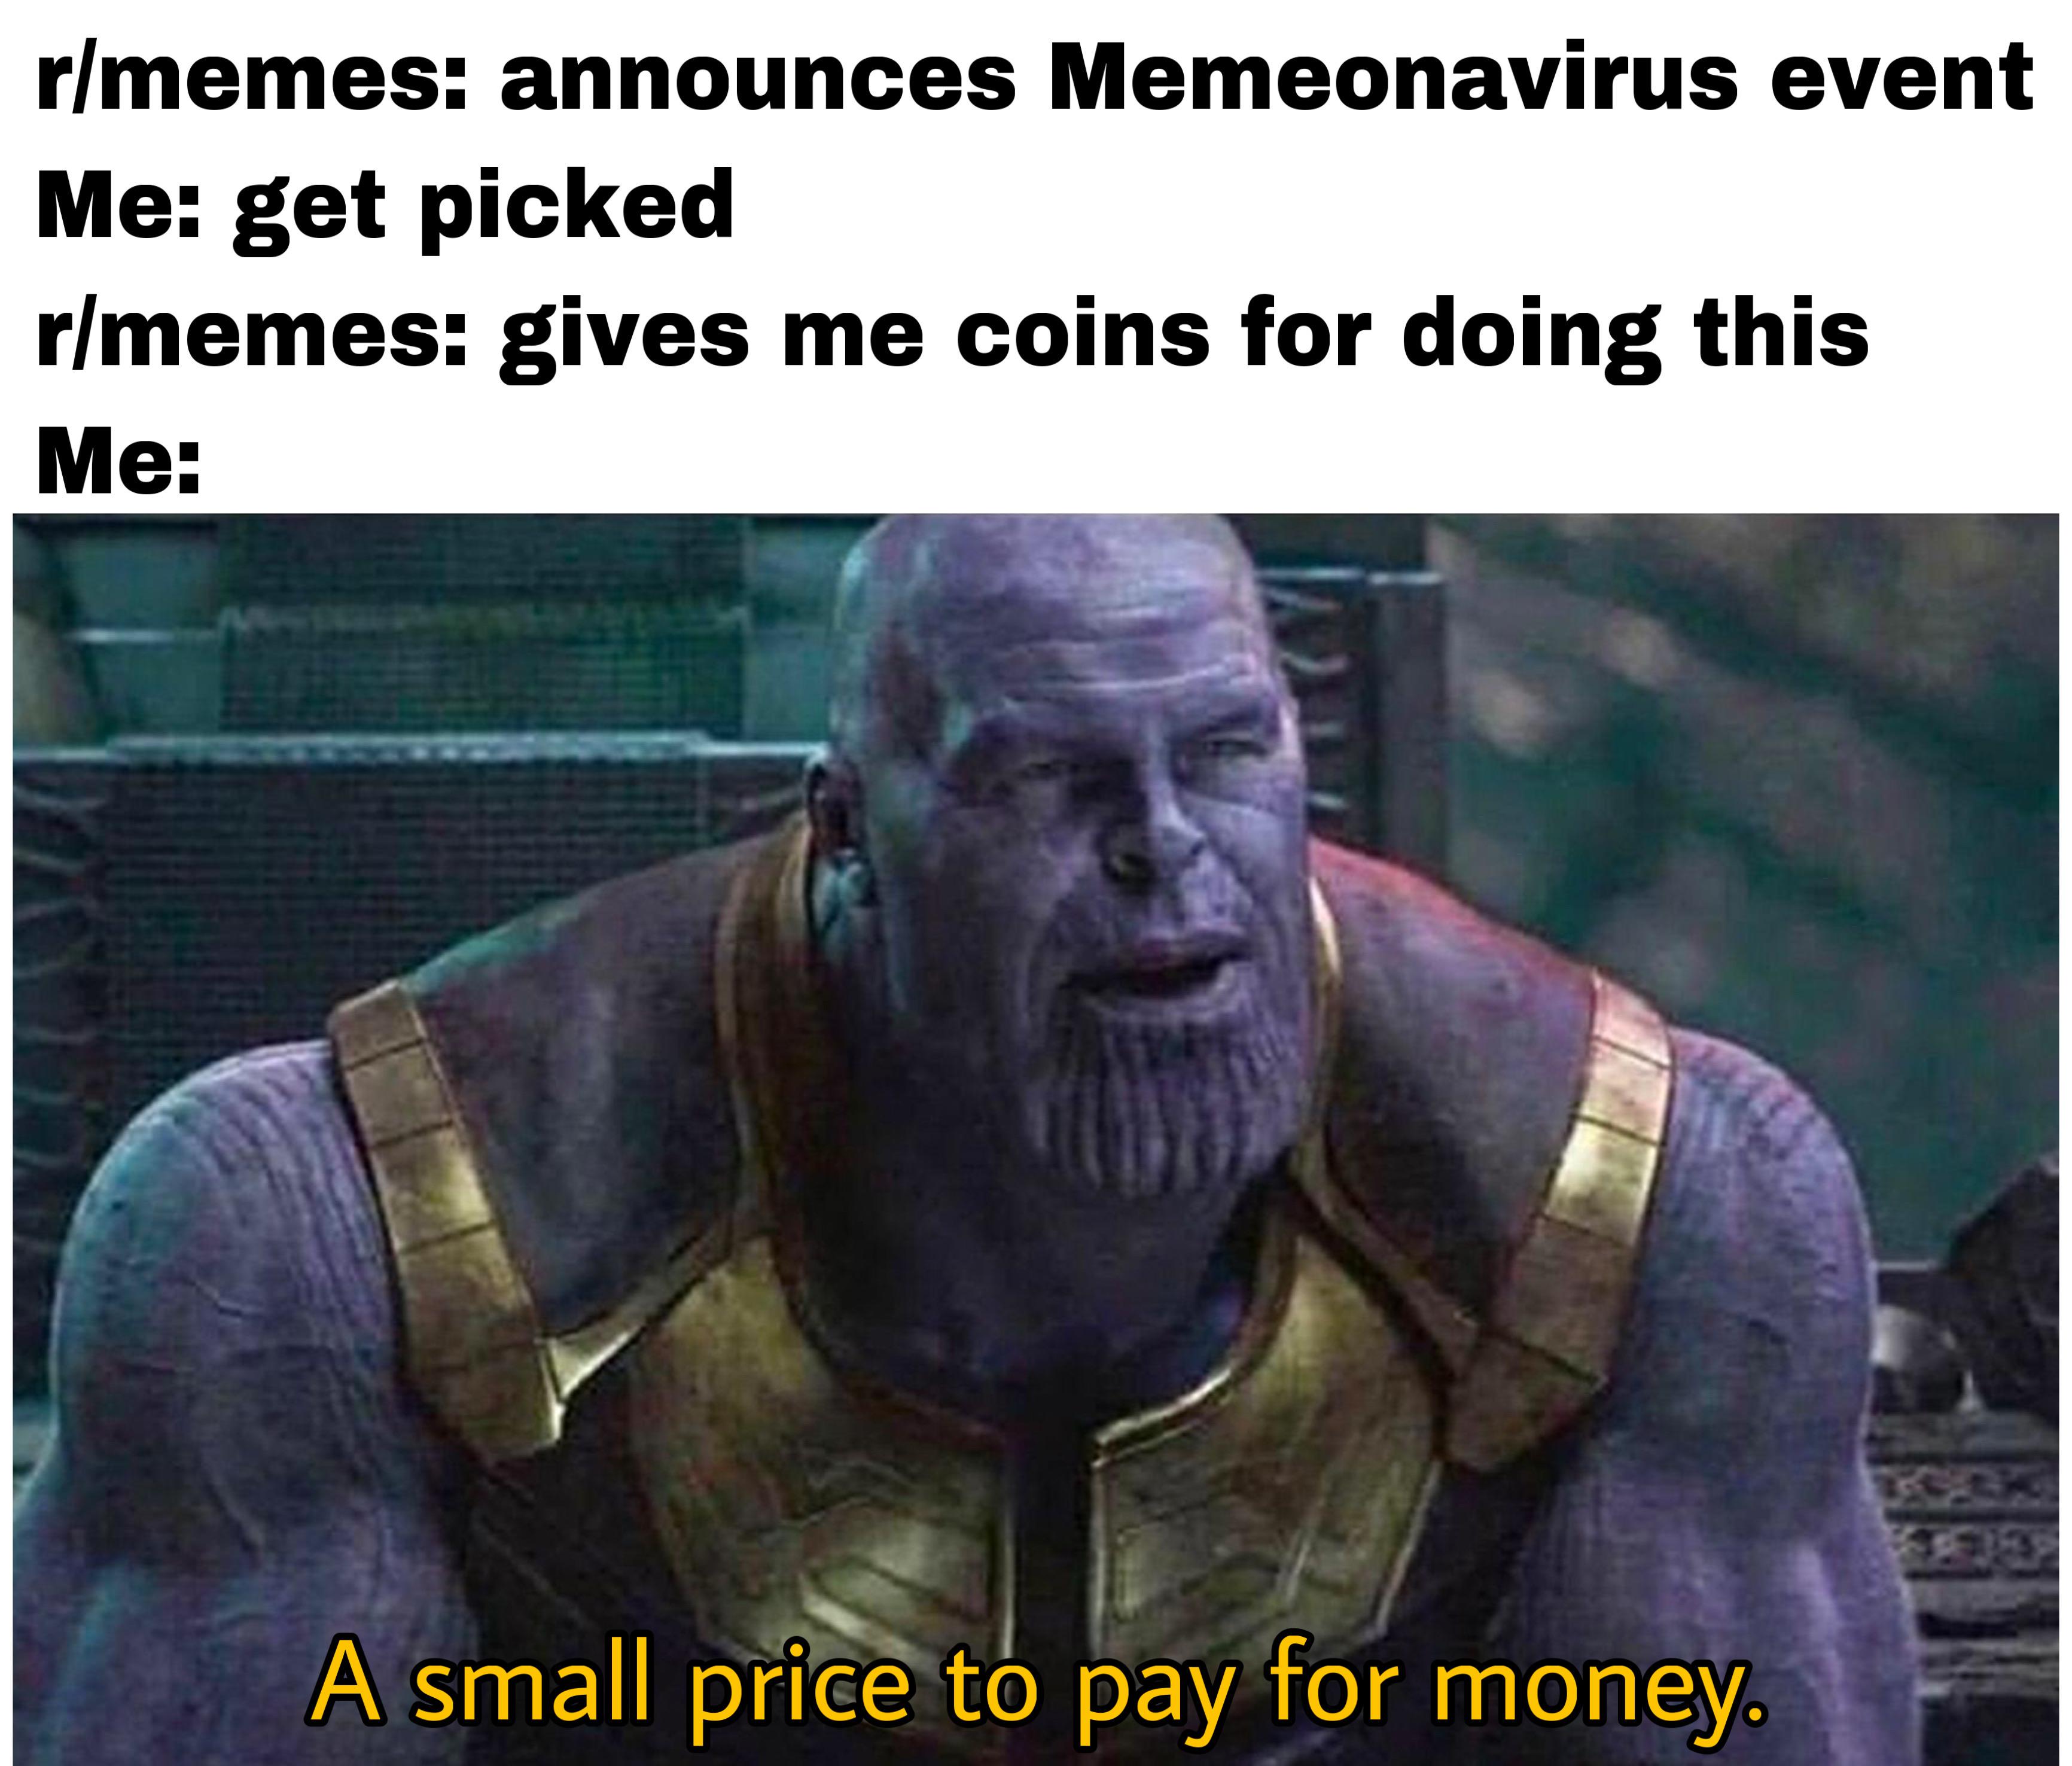 r/memes: announces Memeonavirus event
Me: get picked
r/memes: gives me coins for doing this
Me:
A small price to pay for money.